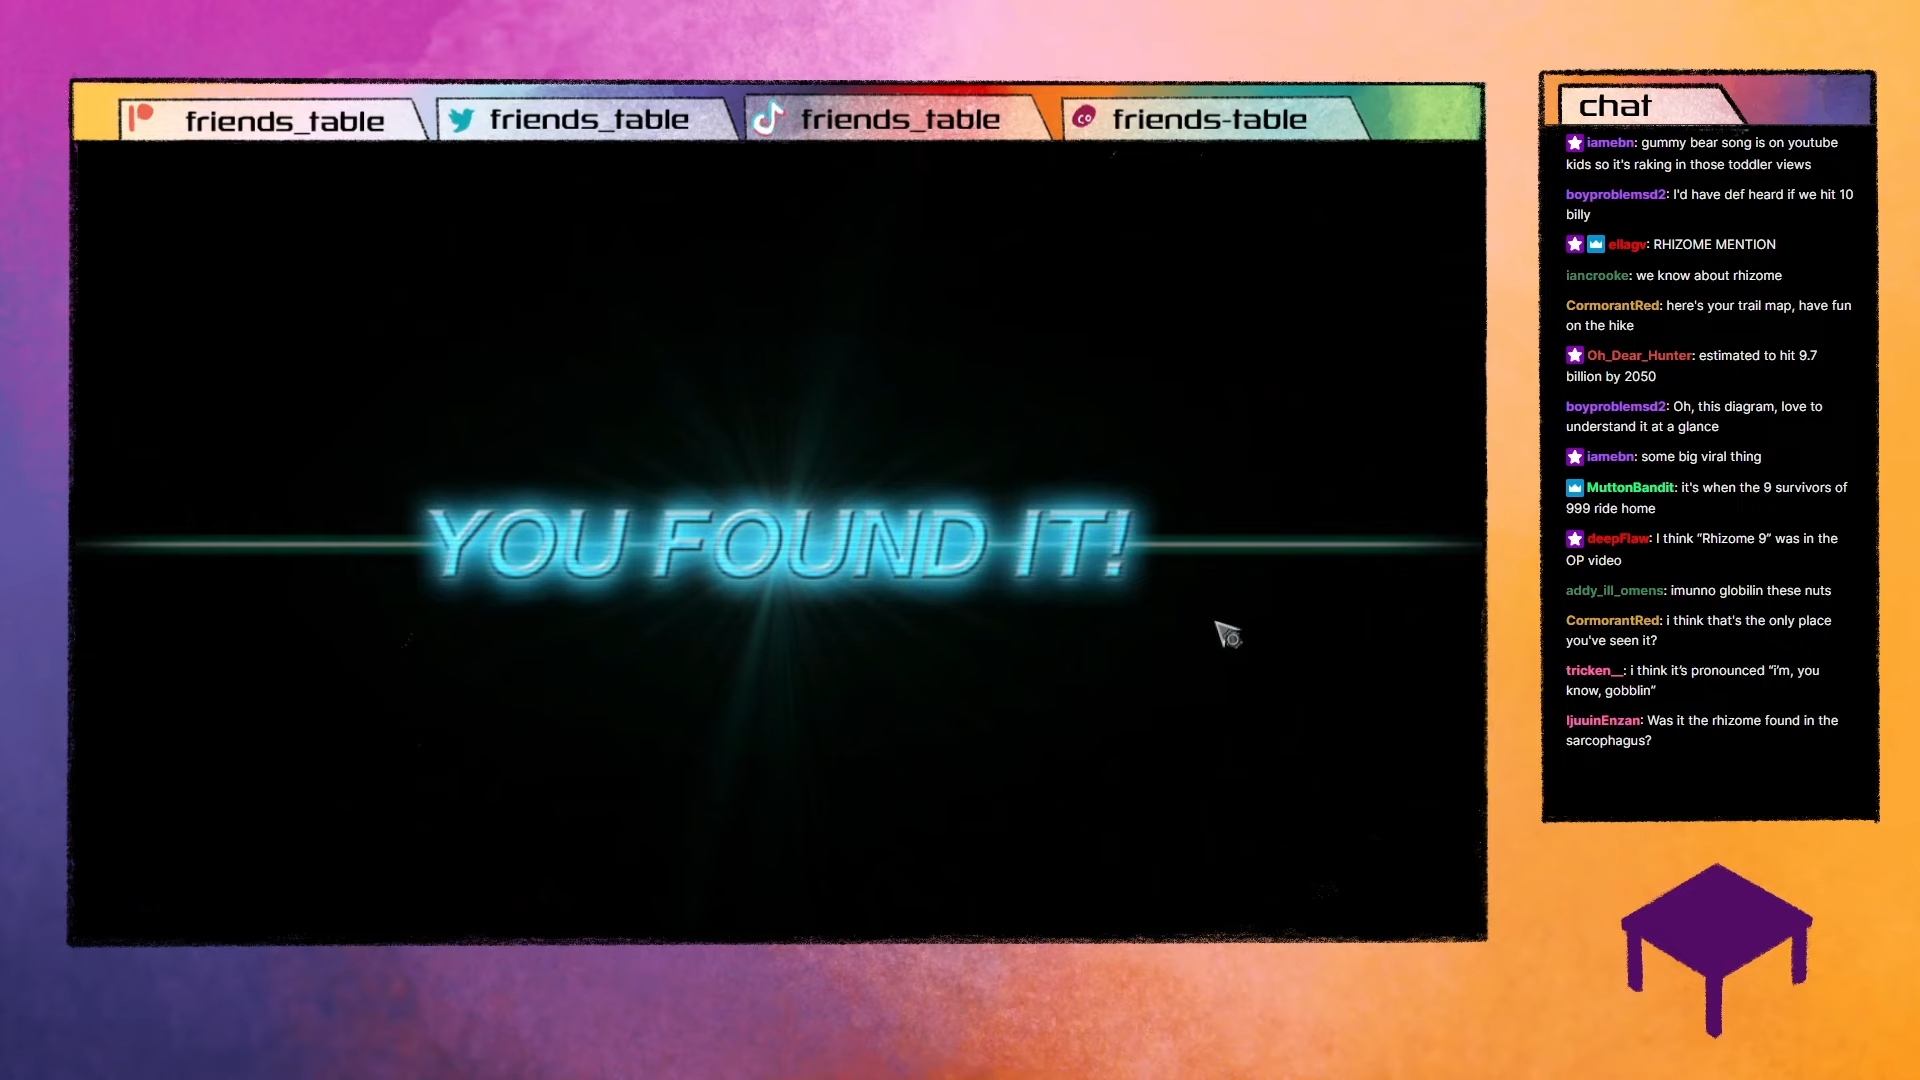 friends_table
friends_table
friends_table
co
friends-table
YOU FOUND IT!
chat
iamebn: gummy bear song is on youtube
kids so it's raking in those toddler views
boyproblemsd2: I'd have def heard if we hit 10
billy
ellagv: RHIZOME MENTION
iancrooke: we know about rhizome
CormorantRed: here's your trail map, have fun
on the hike
Oh_Dear_Hunter: estimated to hit 9.7
billion by 2050
boyproblemsd2: Oh, this diagram, love to
understand it at a glance
iamebn: some big viral thing
MuttonBandit: it's when the 9 survivors of
999 ride home
deepFlaw: I think “Rhizome 9” was in the
OP video
addy_ill_omens: imunno globilin these nuts
CormorantRed: i think that's the only place
you've seen it?
tricken__: i think it’s pronounced “i’m, you
know, gobblin”
IjuuinEnzan: Was it the rhizome found in the
sarcophagus?